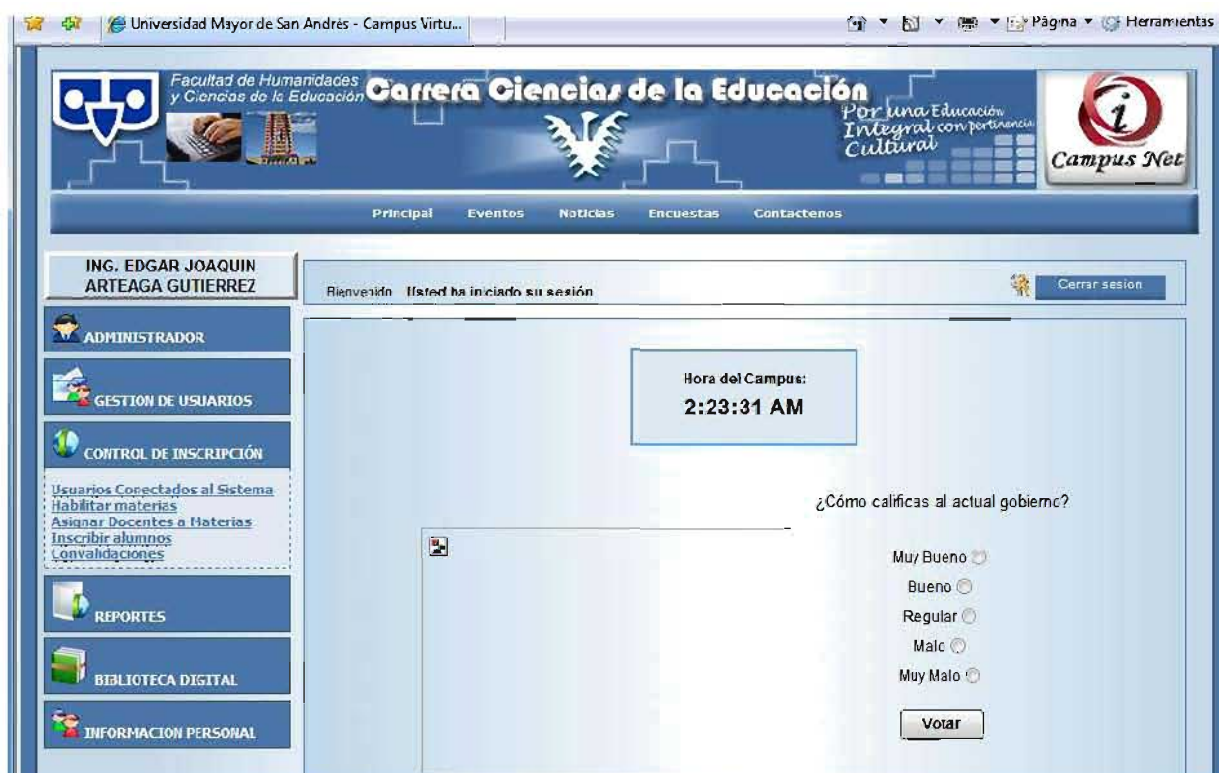 Universidad Mayor de San Andrés - Campus Virtu...
Página
Herramientas
Facultad de Humanidades
y Ciencias de la Educación
Carrera Ciencias de la Educación
Por una Educación
Integral con pertinencia
Cultural
i
Campus Net
Principal Eventos Noticias Encuestas Contactenos
ING. EDGAR JOAQUIN
ARTEAGA GUTIERREZ
Bienvenido Usted ha iniciado su sesión
Cerrar sesion
ADMINISTRADOR
GESTION DE USUARIOS
CONTROL DE INSCRIPCIÓN
Usuarios Conectados al Sistema
Habilitar materias
Asignar Docentes a Materias
Inscribir alumnos
Convalidaciones
REPORTES
BIBLIOTECA DIGITAL
INFORMACION PERSONAL
Hora del Campus:
2:23:31 AM
¿Cómo calificas al actual gobierno?
Muy Bueno
Bueno
Regular
Malo
Muy Malo
Votar